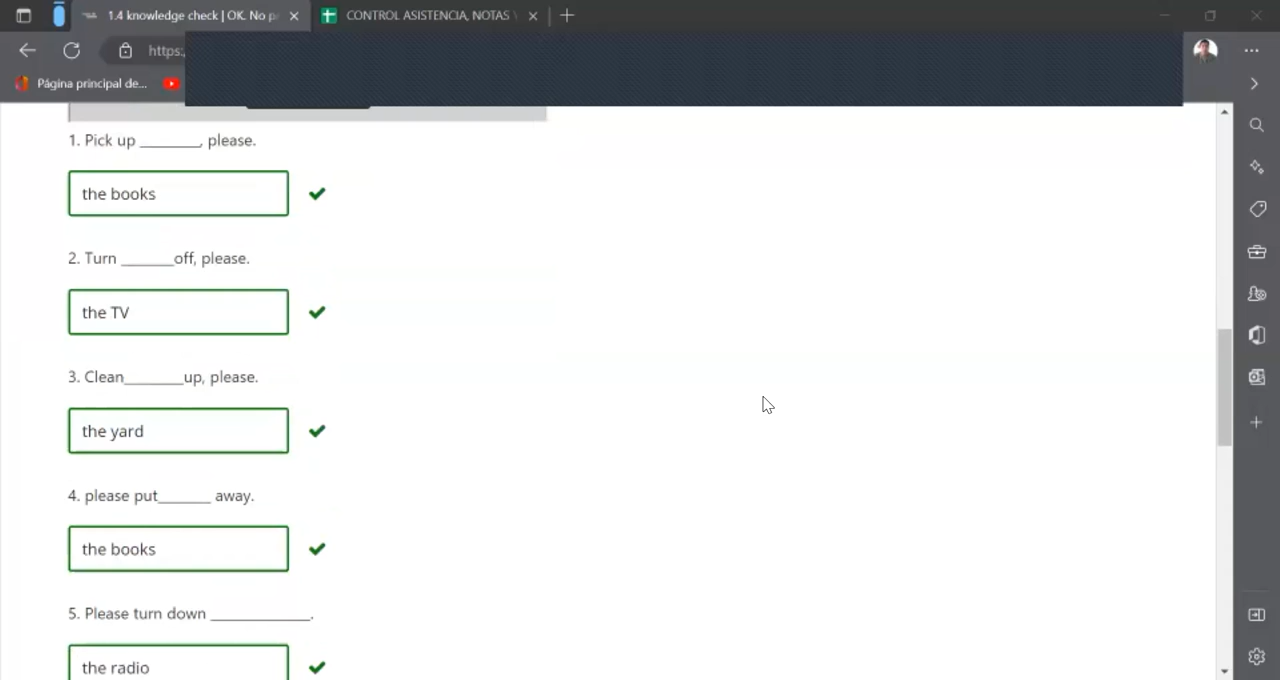 1.4 knowledge check | OK. No p
CONTROL ASISTENCIA, NOTAS
https:
Página principal de...
1. Pick up ________, please.
the books
2. Turn _______off, please.
the TV
3. Clean________up, please.
the yard
4. please put_______ away.
the books
5. Please turn down _____________.
the radio